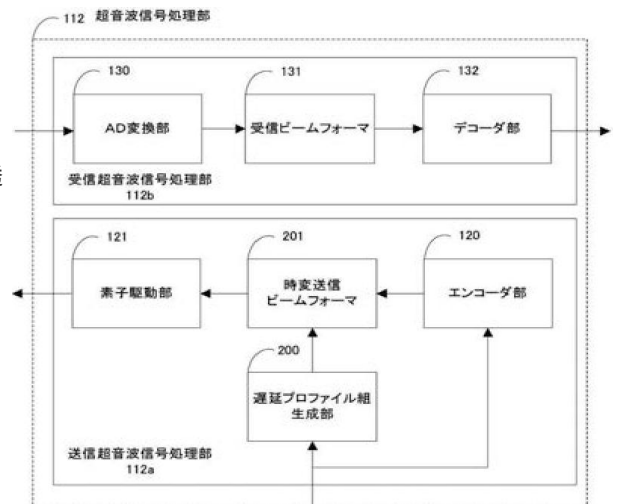 112 超音波信号処理部
130
131
132
AD変換部
受信ビームフォーマ
デコーダ部
受信超音波信号処理部
112b
121
201
120
素子駆動部
時変送信
ビームフォーマ
エンコーダ部
200
遅延プロファイル組
生成部
送信超音波信号処理部
112a